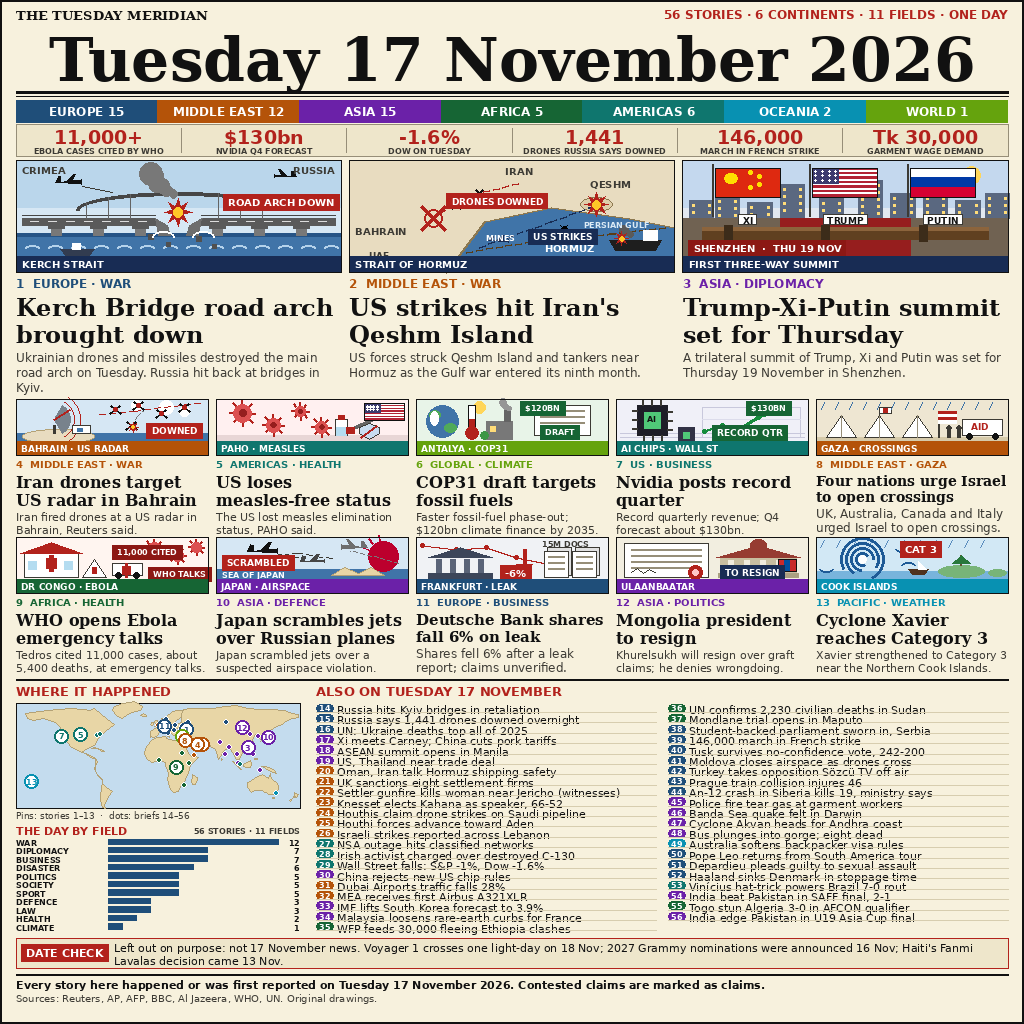 THE TUESDAY MERIDIAN
56 STORIES · 6 CONTINENTS · 11 FIELDS · ONE DAY
Tuesday 17 November 2026
EUROPE 15
MIDDLE EAST 12
ASIA 15
AFRICA 5
AMERICAS 6
OCEANIA 2
WORLD 1
11,000+
EBOLA CASES CITED BY WHO
$130bn
NVIDIA Q4 FORECAST
-1.6%
DOW ON TUESDAY
1,441
DRONES RUSSIA SAYS DOWNED
146,000
MARCH IN FRENCH STRIKE
Tk 30,000
GARMENT WAGE DEMAND
CRIMEA
RUSSIA
ROAD ARCH DOWN
KERCH STRAIT
IRAN
QESHM
DRONES DOWNED
BAHRAIN
UAE
MINES
PERSIAN GULF
US STRIKES
HORMUZ
STRAIT OF HORMUZ
XI
TRUMP
PUTIN
SHENZHEN · THU 19 NOV
FIRST THREE-WAY SUMMIT
1 EUROPE · WAR
Kerch Bridge road arch
brought down
Ukrainian drones and missiles destroyed the main
road arch on Tuesday. Russia hit back at bridges in
Kyiv.
2 MIDDLE EAST · WAR
US strikes hit Iran's
Qeshm Island
US forces struck Qeshm Island and tankers near
Hormuz as the Gulf war entered its ninth month.
3 ASIA · DIPLOMACY
Trump-Xi-Putin summit
set for Thursday
A trilateral summit of Trump, Xi and Putin was set for
Thursday 19 November in Shenzhen.
DOWNED
BAHRAIN · US RADAR
PAHO · MEASLES
$120BN
DRAFT
ANTALYA · COP31
AI
$130BN
RECORD QTR
AI CHIPS · WALL ST
AID
GAZA · CROSSINGS
4 MIDDLE EAST · WAR
Iran drones target
US radar in Bahrain
Iran fired drones at a US radar in
Bahrain, Reuters said.
5 AMERICAS · HEALTH
US loses
measles-free status
The US lost measles elimination
status, PAHO said.
6 GLOBAL · CLIMATE
COP31 draft targets
fossil fuels
Faster fossil-fuel phase-out;
$120bn climate finance by 2035.
7 US · BUSINESS
Nvidia posts record
quarter
Record quarterly revenue; Q4
forecast about $130bn.
8 MIDDLE EAST · GAZA
Four nations urge Israel
to open crossings
UK, Australia, Canada and Italy
urged Israel to open crossings.
11,000 CITED
WHO TALKS
DR CONGO · EBOLA
SCRAMBLED
SEA OF JAPAN
JAPAN · AIRSPACE
15M DOCS
-6%
FRANKFURT · LEAK
TO RESIGN
ULAANBAATAR
CAT 3
COOK ISLANDS
9 AFRICA · HEALTH
WHO opens Ebola
emergency talks
Tedros cited 11,000 cases, about
5,400 deaths, at emergency talks.
10 ASIA · DEFENCE
Japan scrambles jets
over Russian planes
Japan scrambled jets over a
suspected airspace violation.
11 EUROPE · BUSINESS
Deutsche Bank shares
fall 6% on leak
Shares fell 6% after a leak
report; claims unverified.
12 ASIA · POLITICS
Mongolia president
to resign
Khurelsukh will resign over graft
claims; he denies wrongdoing.
13 PACIFIC · WEATHER
Cyclone Xavier
reaches Category 3
Xavier strengthened to Category 3
near the Northern Cook Islands.
WHERE IT HAPPENED
7
5
11
1
8
4
12
10
3
9
13
Pins: stories 1–13 · dots: briefs 14–56
THE DAY BY FIELD
56 STORIES · 11 FIELDS
WAR 12
DIPLOMACY 7
BUSINESS 7
DISASTER 6
POLITICS 5
SOCIETY 5
SPORT 5
DEFENCE 3
LAW 3
HEALTH 2
CLIMATE 1
ALSO ON TUESDAY 17 NOVEMBER
14 Russia hits Kyiv bridges in retaliation
15 Russia says 1,441 drones downed overnight
16 UN: Ukraine deaths top all of 2025
17 Xi meets Carney; China cuts pork tariffs
18 ASEAN summit opens in Manila
19 US, Thailand near trade deal
20 Oman, Iran talk Hormuz shipping safety
21 UK sanctions eight settlement firms
22 Settler gunfire kills woman near Jericho (witnesses)
23 Knesset elects Kahana as speaker, 66-52
24 Houthis claim drone strikes on Saudi pipeline
25 Houthi forces advance toward Aden
26 Israeli strikes reported across Lebanon
27 NSA outage hits classified networks
28 Irish activist charged over destroyed C-130
29 Wall Street falls: S&P -1%, Dow -1.6%
30 China rejects new US chip rules
31 Dubai Airports traffic falls 28%
32 MEA receives first Airbus A321XLR
33 IMF lifts South Korea forecast to 3.9%
34 Malaysia loosens rare-earth curbs for France
35 WFP feeds 30,000 fleeing Ethiopia clashes
36 UN confirms 2,230 civilian deaths in Sudan
37 Mondlane trial opens in Maputo
38 Student-backed parliament sworn in, Serbia
39 146,000 march in French strike
40 Tusk survives no-confidence vote, 242-200
41 Moldova closes airspace as drones cross
42 Turkey takes opposition Sözcü TV off air
43 Prague train collision injures 46
44 An-12 crash in Siberia kills 19, ministry says
45 Police fire tear gas at garment workers
46 Banda Sea quake felt in Darwin
47 Cyclone Akvan heads for Andhra coast
48 Bus plunges into gorge; eight dead
49 Australia softens backpacker visa rules
50 Pope Leo returns from South America tour
51 Depardieu pleads guilty to sexual assault
52 Haaland sinks Denmark in stoppage time
53 Vinícius hat-trick powers Brazil 7-0 rout
54 India beat Pakistan in SAFF final, 2-1
55 Togo stun Algeria 3-0 in AFCON qualifier
56 India edge Pakistan in U19 Asia Cup final
DATE CHECK
Left out on purpose: not 17 November news. Voyager 1 crosses one light-day on 18 Nov; 2027 Grammy nominations were announced 16 Nov; Haiti's Fanmi
Lavalas decision came 13 Nov.
Every story here happened or was first reported on Tuesday 17 November 2026. Contested claims are marked as claims.
Sources: Reuters, AP, AFP, BBC, Al Jazeera, WHO, UN. Original drawings.